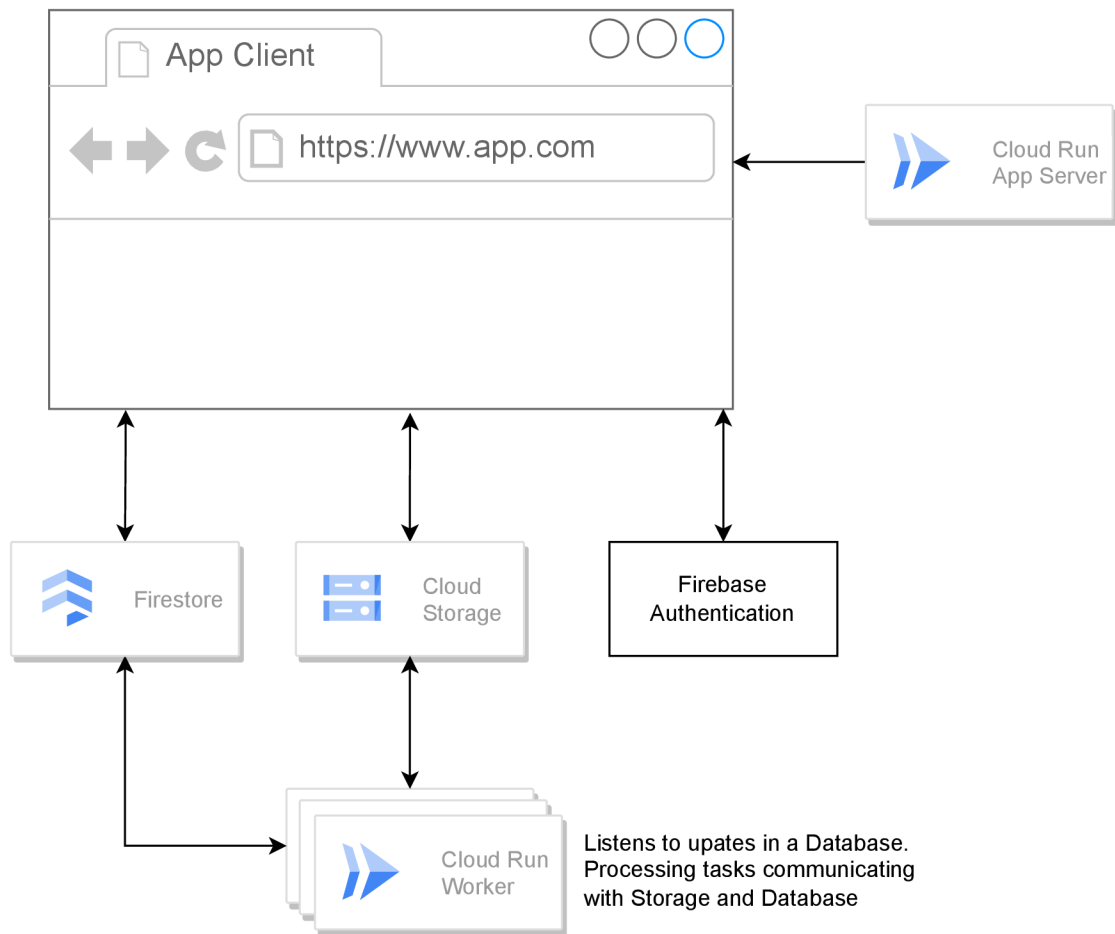 App Client
https://www.app.com
Cloud Run
App Server
Firestore
Cloud
Storage
Firebase
Authentication
Cloud Run
Worker
Listens to upates in a Database.
Processing tasks communicating
with Storage and Database